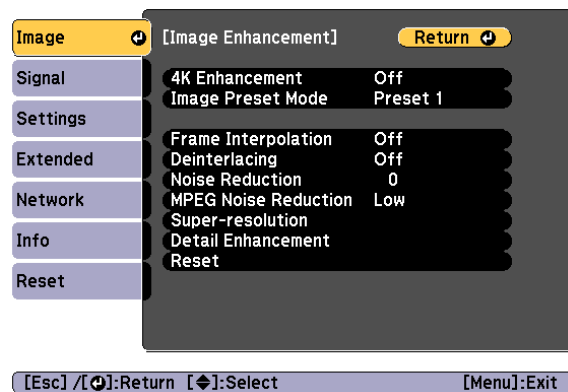 Image
Signal
Settings
Extended
Network
Info
Reset
[Image Enhancement] Return
4K Enhancement Off
Image Preset Mode Preset 1
Frame Interpolation Off
Deinterlacing Off
Noise Reduction 0
MPEG Noise Reduction Low
Super-resolution
Detail Enhancement
Reset
[Esc] /[⏎]:Return [◆]:Select [Menu]:Exit